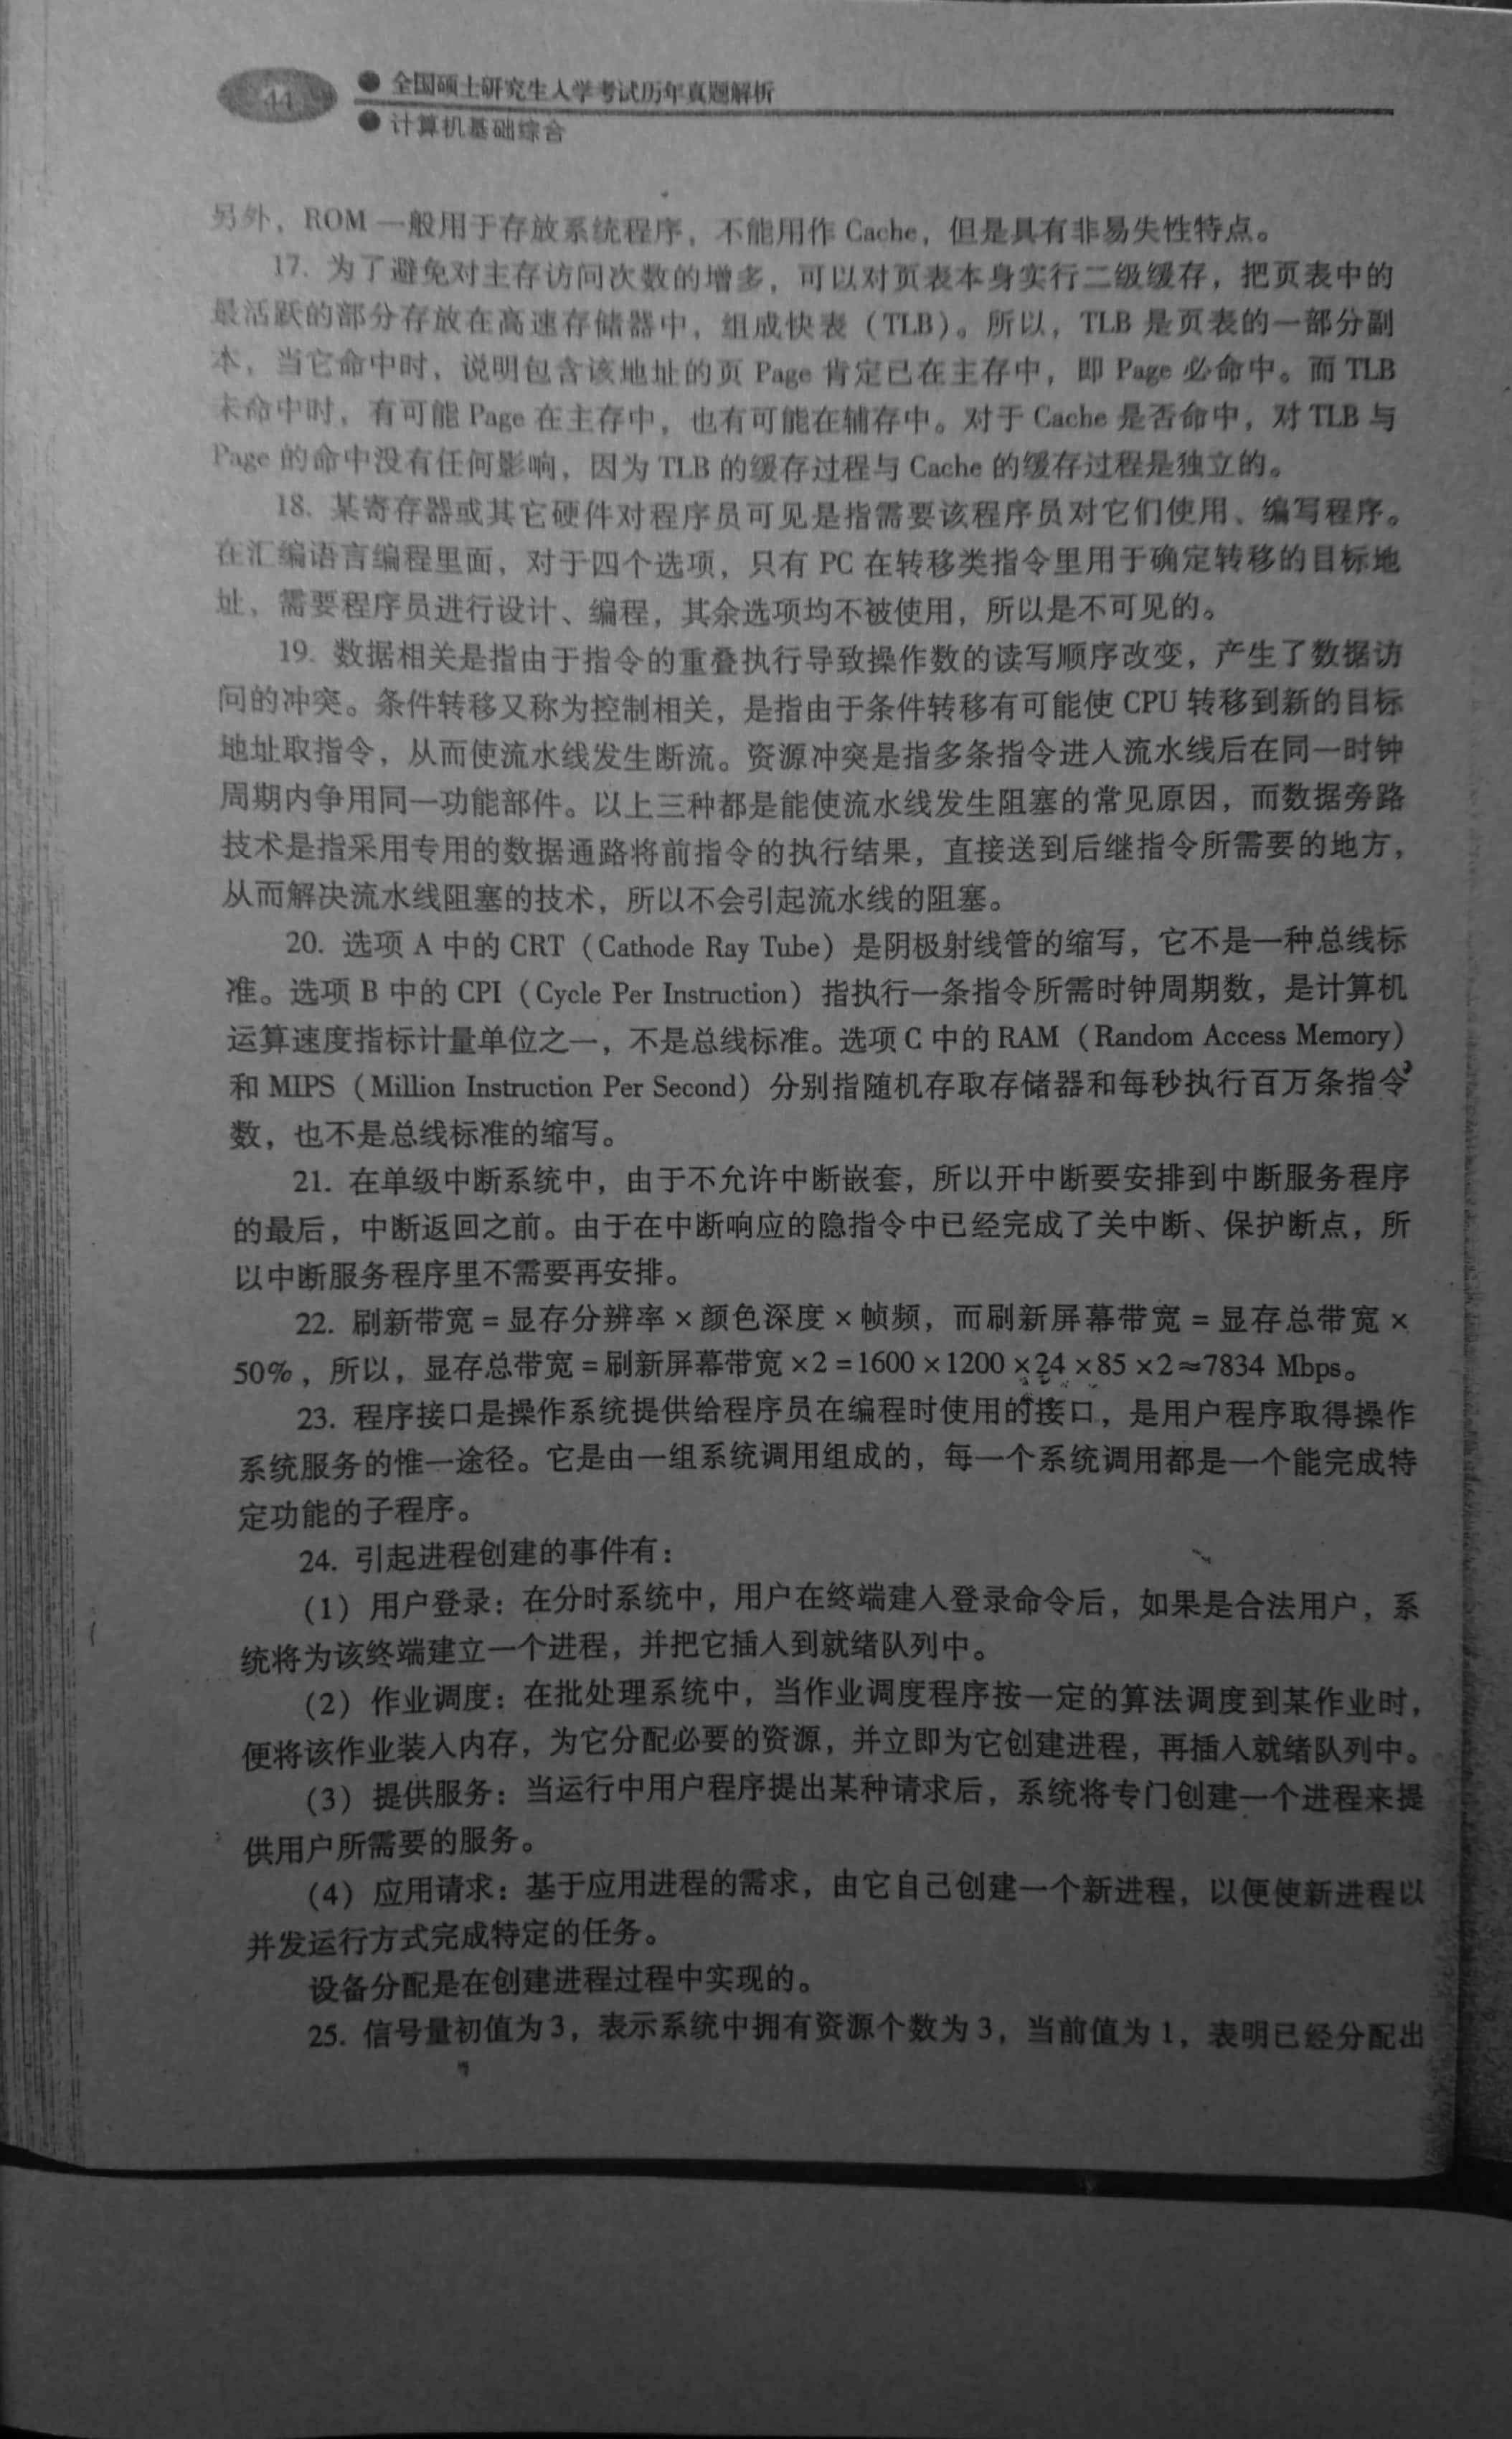 44
全国硕士研究生入学考试历年真题解析
计算机基础综合
另外，ROM 一般用于存放系统程序，不能用作 Cache，但是具有非易失性特点。
17. 为了避免对主存访问次数的增多，可以对页表本身实行二级缓存，把页表中的
最活跃的部分存放在高速存储器中，组成快表（TLB）。所以，TLB 是页表的一部分副
本，当它命中时，说明包含该地址的页 Page 肯定已在主存中，即 Page 必命中。而 TLB
未命中时，有可能 Page 在主存中，也有可能在辅存中。对于 Cache 是否命中，对 TLB 与
Page 的命中没有任何影响，因为 TLB 的缓存过程与 Cache 的缓存过程是独立的。
18. 某寄存器或其它硬件对程序员可见是指需要该程序员对它们使用、编写程序。
在汇编语言编程里面，对于四个选项，只有 PC 在转移类指令里用于确定转移的目标地
址，需要程序员进行设计、编程，其余选项均不被使用，所以是不可见的。
19. 数据相关是指由于指令的重叠执行导致操作数的读写顺序改变，产生了数据访
问的冲突。条件转移又称为控制相关，是指由于条件转移有可能使 CPU 转移到新的目标
地址取指令，从而使流水线发生断流。资源冲突是指多条指令进入流水线后在同一时钟
周期内争用同一功能部件。以上三种都是能使流水线发生阻塞的常见原因，而数据旁路
技术是指采用专用的数据通路将前指令的执行结果，直接送到后继指令所需要的地方，
从而解决流水线阻塞的技术，所以不会引起流水线的阻塞。
20. 选项 A 中的 CRT（Cathode Ray Tube）是阴极射线管的缩写，它不是一种总线标
准。选项 B 中的 CPI（Cycle Per Instruction）指执行一条指令所需时钟周期数，是计算机
运算速度指标计量单位之一，不是总线标准。选项 C 中的 RAM（Random Access Memory）
和 MIPS（Million Instruction Per Second）分别指随机存取存储器和每秒执行百万条指令
数，也不是总线标准的缩写。
21. 在单级中断系统中，由于不允许中断嵌套，所以开中断要安排到中断服务程序
的最后，中断返回之前。由于在中断响应的隐指令中已经完成了关中断、保护断点，所
以中断服务程序里不需要再安排。
22. 刷新带宽 = 显存分辨率 × 颜色深度 × 帧频，而刷新屏幕带宽 = 显存总带宽 ×
50%，所以，显存总带宽 = 刷新屏幕带宽 ×2 =1600 ×1200 ×24 ×85 ×2≈7834 Mbps。
23. 程序接口是操作系统提供给程序员在编程时使用的接口，是用户程序取得操作
系统服务的惟一途径。它是由一组系统调用组成的，每一个系统调用都是一个能完成特
定功能的子程序。
24. 引起进程创建的事件有：
（1）用户登录：在分时系统中，用户在终端建入登录命令后，如果是合法用户，系
统将为该终端建立一个进程，并把它插入到就绪队列中。
（2）作业调度：在批处理系统中，当作业调度程序按一定的算法调度到某作业时，
便将该作业装入内存，为它分配必要的资源，并立即为它创建进程，再插入就绪队列中。
（3）提供服务：当运行中用户程序提出某种请求后，系统将专门创建一个进程来提
供用户所需要的服务。
（4）应用请求：基于应用进程的需求，由它自己创建一个新进程，以便使新进程以
并发运行方式完成特定的任务。
设备分配是在创建进程过程中实现的。
25. 信号量初值为 3，表示系统中拥有资源个数为 3，当前值为 1，表明已经分配出